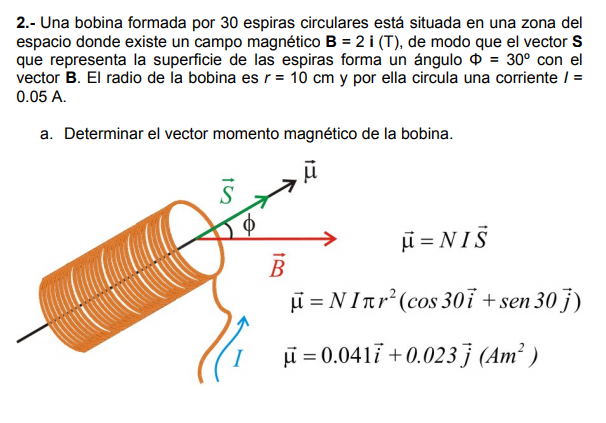 2.- Una bobina formada por 30 espiras circulares está situada en una zona del
espacio donde existe un campo magnético B = 2 i (T), de modo que el vector S
que representa la superficie de las espiras forma un ángulo Φ = 30º con el
vector B. El radio de la bobina es r = 10 cm y por ella circula una corriente I =
0.05 A.
a. Determinar el vector momento magnético de la bobina.
μ⃗
S⃗
ϕ
B⃗
μ⃗ = N I S⃗
μ⃗ = N I π r² (cos 30 i⃗ + sen 30 j⃗)
I
μ⃗ = 0.041 i⃗ + 0.023 j⃗ (Am²)